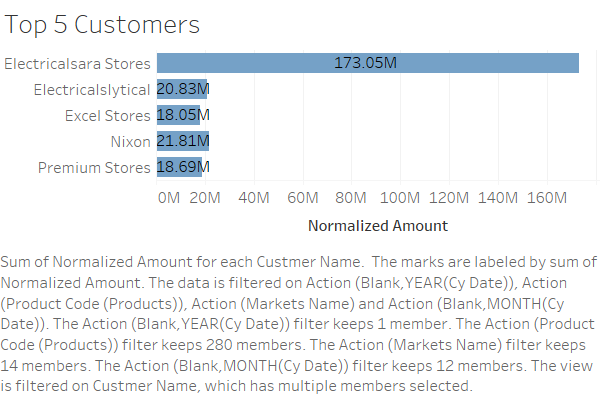 Top 5 Customers
Electricalsara Stores 173.05M
Electricalslytical 20.83M
Excel Stores 18.05M
Nixon 21.81M
Premium Stores 18.69M
0M 20M 40M 60M 80M 100M 120M 140M 160M
Normalized Amount
Sum of Normalized Amount for each Custmer Name. The marks are labeled by sum of
Normalized Amount. The data is filtered on Action (Blank,YEAR(Cy Date)), Action
(Product Code (Products)), Action (Markets Name) and Action (Blank,MONTH(Cy
Date)). The Action (Blank,YEAR(Cy Date)) filter keeps 1 member. The Action (Product
Code (Products)) filter keeps 280 members. The Action (Markets Name) filter keeps
14 members. The Action (Blank,MONTH(Cy Date)) filter keeps 12 members. The view
is filtered on Custmer Name, which has multiple members selected.